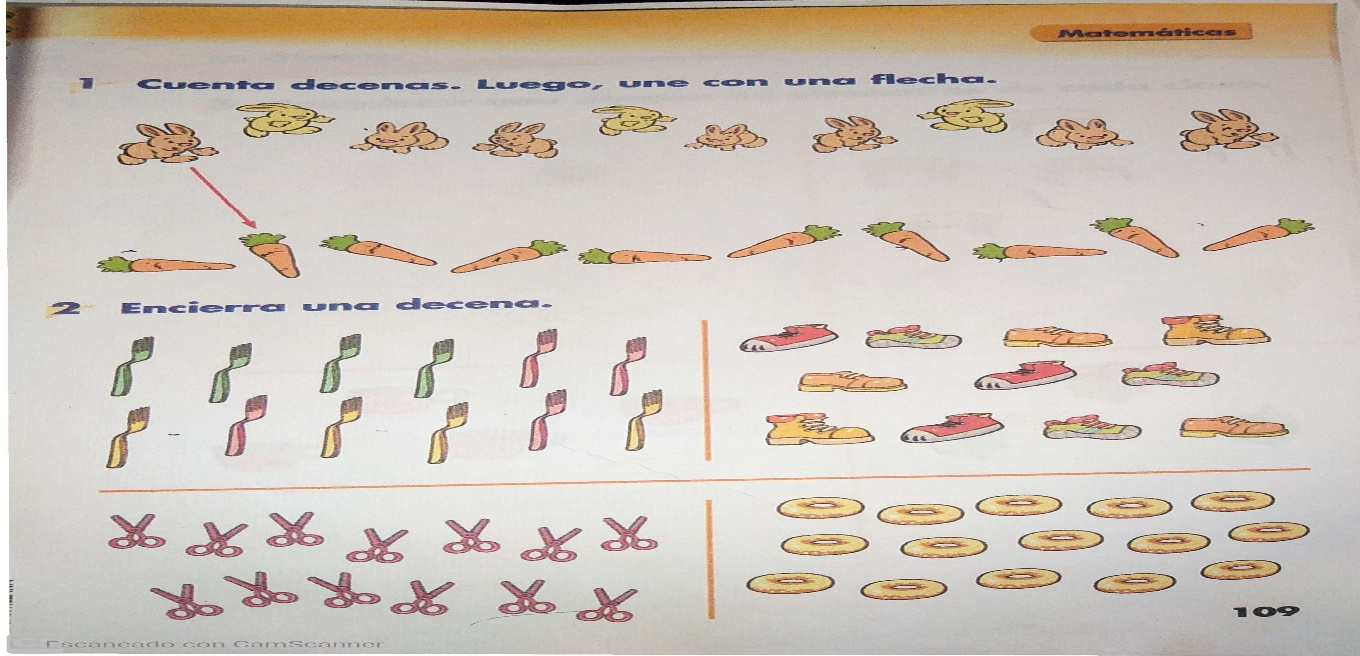 Matemáticas
1 Cuenta decenas. Luego, une con una flecha.
2 Encierra una decena.
109
Escaneado con CamScanner